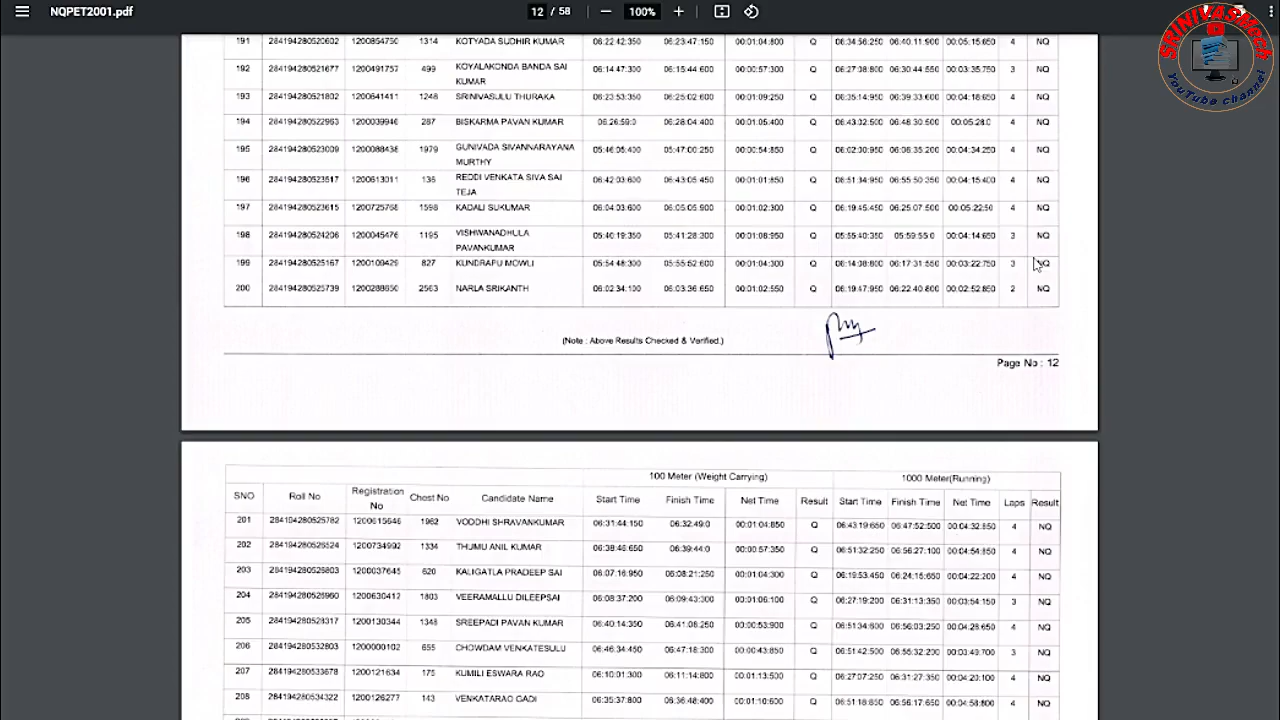 NQPET2001.pdf
12 / 58
100%
SRINIVASMech
YouTube channel
191 284194280520602 1200854750 1314 KOTYADA SUDHIR KUMAR 06:22:42:350 06:23:47:150 00:01:04:800 Q 06:34:56:250 06:40:11:900 00:05:15:650 4 NQ
192 284194280521677 1200491757 499 KOYALAKONDA BANDA SAI KUMAR 06:14:47:300 06:15:44:600 00:00:57:300 Q 06:27:08:800 06:30:44:550 00:03:35:750 3 NQ
193 284194280521802 1200641411 1248 SRINIVASULU THURAKA 06:23:53:350 06:25:02:600 00:01:09:250 Q 06:35:14:950 06:39:33:600 00:04:18:650 4 NQ
194 284194280522963 1200039946 287 BISKARMA PAVAN KUMAR 06:26:59:0 06:28:04:400 00:01:05:400 Q 06:43:02:500 06:48:30:500 00:05:28:0 4 NQ
195 284194280523009 1200088438 1979 GUNIVADA SIVANNARAYANA MURTHY 05:46:05:400 05:47:00:250 00:00:54:850 Q 06:02:00:950 06:06:35:200 00:04:34:250 4 NQ
196 284194280523517 1200613011 136 REDDI VENKATA SIVA SAI TEJA 06:42:03:600 06:43:05:450 00:01:01:850 Q 06:51:34:950 06:55:50:350 00:04:15:400 4 NQ
197 284194280523615 1200725768 1598 KADALI SUKUMAR 06:04:03:600 06:05:05:900 00:01:02:300 Q 06:19:45:450 06:25:07:500 00:05:22:50 4 NQ
198 284194280524206 1200045476 1195 VISHWANADHULA PAVANKUMAR 05:40:19:350 05:41:28:300 00:01:08:950 Q 05:55:40:350 05:59:55:0 00:04:14:650 3 NQ
199 284194280525167 1200109429 827 KUNDRAPU MOWLI 05:54:48:300 05:55:52:600 00:01:04:300 Q 06:14:08:800 06:17:31:550 00:03:22:750 3 NQ
200 284194280525739 1200288650 2563 NARLA SRIKANTH 06:02:34:100 06:03:36:650 00:01:02:550 Q 06:19:47:950 06:22:40:800 00:02:52:850 2 NQ
(Note : Above Results Checked & Verified.)
Page No : 12
100 Meter (Weight Carrying) 1000 Meter(Running)
SNO Roll No Registration No Chest No Candidate Name Start Time Finish Time Net Time Result Start Time Finish Time Net Time Laps Result
201 284194280525782 1200615646 1962 VODDHI SHRAVANKUMAR 06:31:44:150 06:32:49:0 00:01:04:850 Q 06:43:19:650 06:47:52:500 00:04:32:850 4 NQ
202 284194280526524 1200734992 1334 THUMU ANIL KUMAR 06:38:46:650 06:39:44:0 00:00:57:350 Q 06:51:32:250 06:56:27:100 00:04:54:850 4 NQ
203 284194280526803 1200037645 620 KALIGATLA PRADEEP SAI 06:07:16:950 06:08:21:250 00:01:04:300 Q 06:19:53:450 06:24:15:650 00:04:22:200 4 NQ
204 284194280526960 1200630412 1803 VEERAMALLU DILEEPSAI 06:08:37:200 06:09:43:300 00:01:06:100 Q 06:27:19:200 06:31:13:350 00:03:54:150 3 NQ
205 284194280528317 1200130344 1348 SREEPADI PAVAN KUMAR 06:40:14:350 06:41:08:250 00:00:53:900 Q 06:51:34:600 06:56:03:250 00:04:28:650 4 NQ
206 284194280532803 1200000102 655 CHOWDAM VENKATESULU 06:46:34:450 06:47:18:300 00:00:43:850 Q 06:51:42:500 06:55:32:200 00:03:49:700 3 NQ
207 284194280533678 1200121634 175 KUMILI ESWARA RAO 06:10:01:300 06:11:14:800 00:01:13:500 Q 06:27:07:250 06:31:27:350 00:04:20:100 4 NQ
208 284194280534322 1200126277 143 VENKATARAO GADI 06:35:37:800 06:36:48:400 00:01:10:600 Q 06:51:18:850 06:56:17:650 00:04:58:800 4 NQ